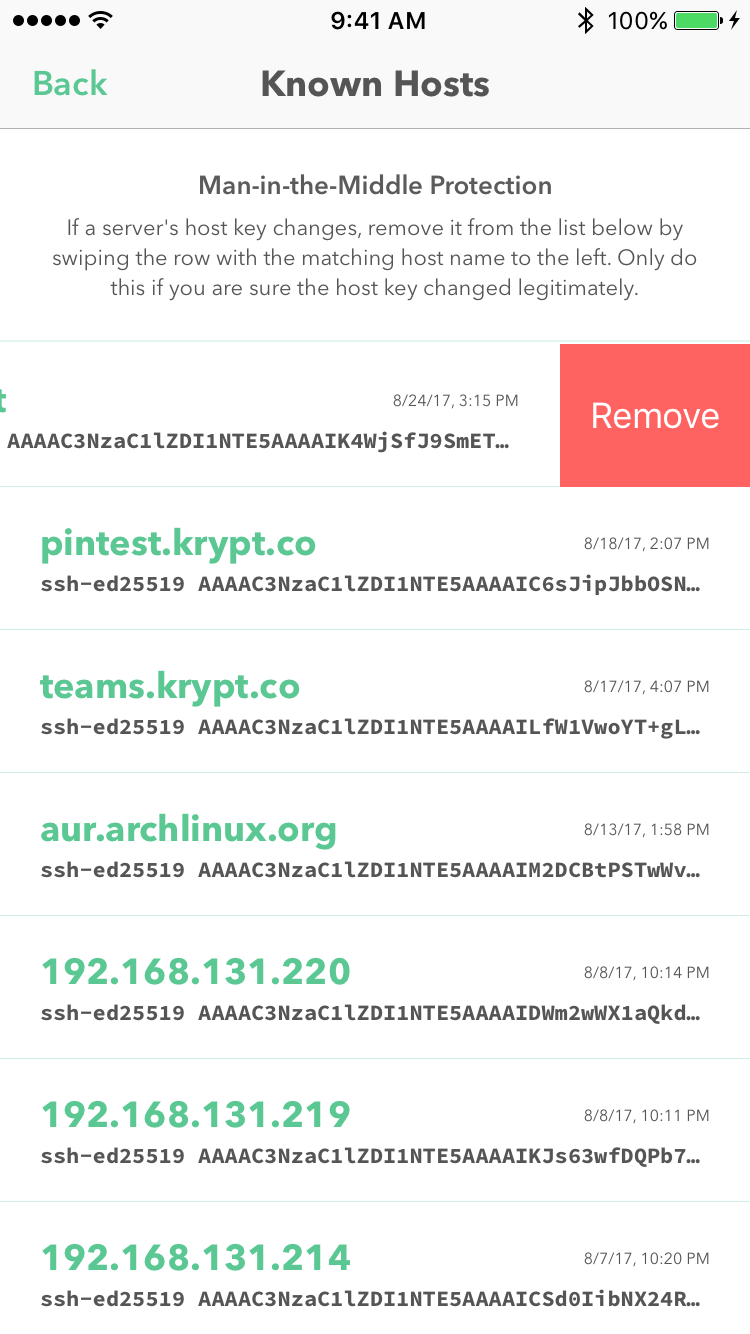 9:41 AM
100%
Back
Known Hosts
Man-in-the-Middle Protection
If a server's host key changes, remove it from the list below by
swiping the row with the matching host name to the left. Only do
this if you are sure the host key changed legitimately.
t
8/24/17, 3:15 PM
AAAAC3NzaC1lZDI1NTE5AAAAIK4WjSfJ9SmET…
Remove
pintest.krypt.co
8/18/17, 2:07 PM
ssh-ed25519 AAAAC3NzaC1lZDI1NTE5AAAAIC6sJipJbbOSN…
teams.krypt.co
8/17/17, 4:07 PM
ssh-ed25519 AAAAC3NzaC1lZDI1NTE5AAAAILfW1VwoYT+gL…
aur.archlinux.org
8/13/17, 1:58 PM
ssh-ed25519 AAAAC3NzaC1lZDI1NTE5AAAAIM2DCBtPSTwWv…
192.168.131.220
8/8/17, 10:14 PM
ssh-ed25519 AAAAC3NzaC1lZDI1NTE5AAAAIDWm2wWX1aQkd…
192.168.131.219
8/8/17, 10:11 PM
ssh-ed25519 AAAAC3NzaC1lZDI1NTE5AAAAIKJs63wfDQPb7…
192.168.131.214
8/7/17, 10:20 PM
ssh-ed25519 AAAAC3NzaC1lZDI1NTE5AAAAICSd0IibNX24R…